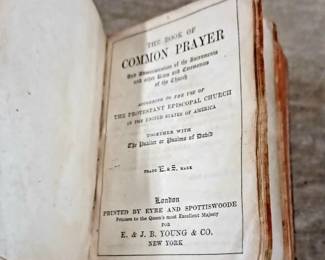 THE BOOK OF
COMMON PRAYER
And Administration of the Sacraments
and other Rites and Ceremonies
of the Church
ACCORDING TO THE USE OF
THE PROTESTANT EPISCOPAL CHURCH
IN THE UNITED STATES OF AMERICA
TOGETHER WITH
The Psalter or Psalms of David
PEARL E. & S. 24mo
London
PRINTED BY EYRE AND SPOTTISWOODE
Printers to the Queen's most Excellent Majesty
FOR
E. & J. B. YOUNG & CO.
NEW YORK